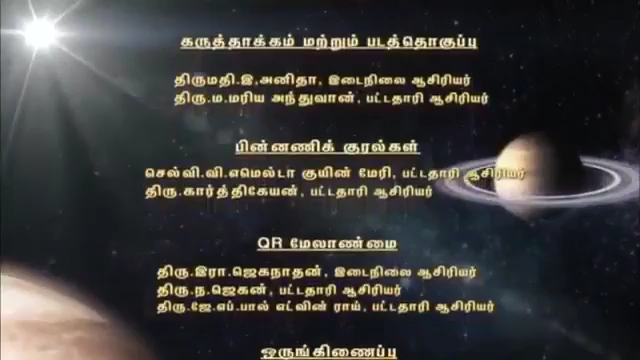 கருத்தாக்கம் மற்றும் படத்தொகுப்பு
திருமதி.இ.அனிதா, இடைநிலை ஆசிரியர்
திரு.ம.மரிய அந்துவான், பட்டதாரி ஆசிரியர்
பின்னணிக் குரல்கள்
செல்வி.வி.எமெல்டா குயின் மேரி, பட்டதாரி ஆசிரியர்
திரு.கார்த்திகேயன், பட்டதாரி ஆசிரியர்
QR மேலாண்மை
திரு.இரா.ஜெகநாதன், இடைநிலை ஆசிரியர்
திரு.ந.ஜெகன், பட்டதாரி ஆசிரியர்
திரு.ஜே.எப்.பால் எட்வின் ராய், பட்டதாரி ஆசிரியர்
ஒருங்கிணைப்பு